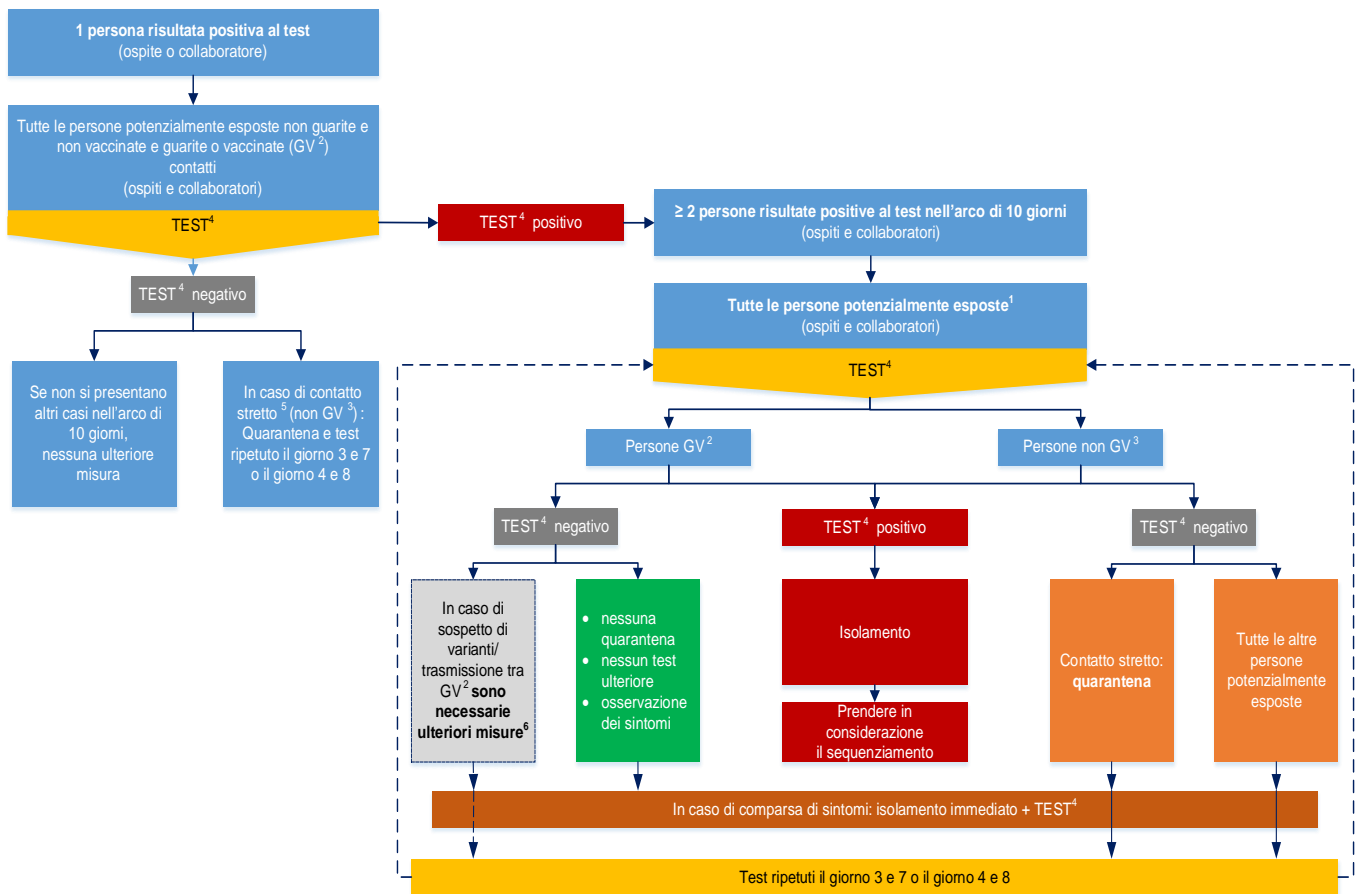 1 persona risultata positiva al test
(ospite o collaboratore)
Tutte le persone potenzialmente esposte non guarite e
non vaccinate e guarite o vaccinate (GV 2)
contatti
(ospiti e collaboratori)
TEST4
TEST 4 positivo
≥ 2 persone risultate positive al test nell'arco di 10 giorni
(ospiti e collaboratori)
TEST 4 negativo
Tutte le persone potenzialmente esposte1
(ospiti e collaboratori)
TEST4
Se non si presentano
altri casi nell'arco di
10 giorni,
nessuna ulteriore
misura
In caso di contatto
stretto 5 (non GV 3) :
Quarantena e test
ripetuto il giorno 3 e 7
o il giorno 4 e 8
Persone GV 2
Persone non GV 3
TEST 4 negativo
TEST 4 positivo
TEST 4 negativo
In caso di
sospetto di
varianti/
trasmissione tra
GV 2 sono
necessarie
ulteriori misure6
• nessuna
quarantena
• nessun test
ulteriore
• osservazione
dei sintomi
Isolamento
Prendere in
considerazione
il sequenziamento
Contatto stretto:
quarantena
Tutte le altre
persone
potenzialmente
esposte
In caso di comparsa di sintomi: isolamento immediato + TEST4
Test ripetuti il giorno 3 e 7 o il giorno 4 e 8